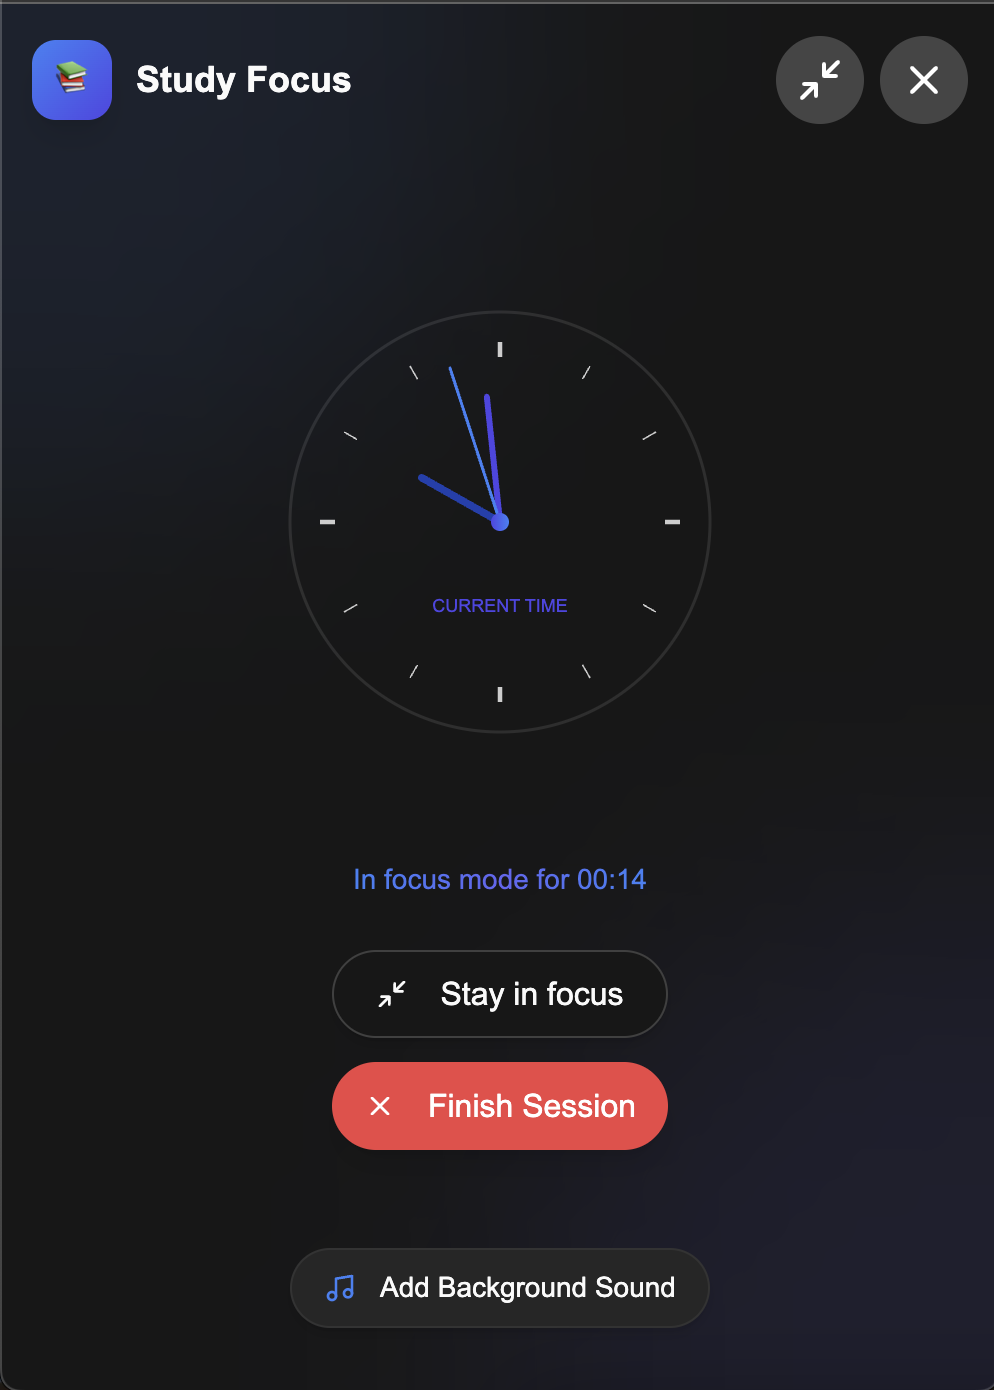 Study Focus
CURRENT TIME
In focus mode for 00:14
Stay in focus
Finish Session
Add Background Sound